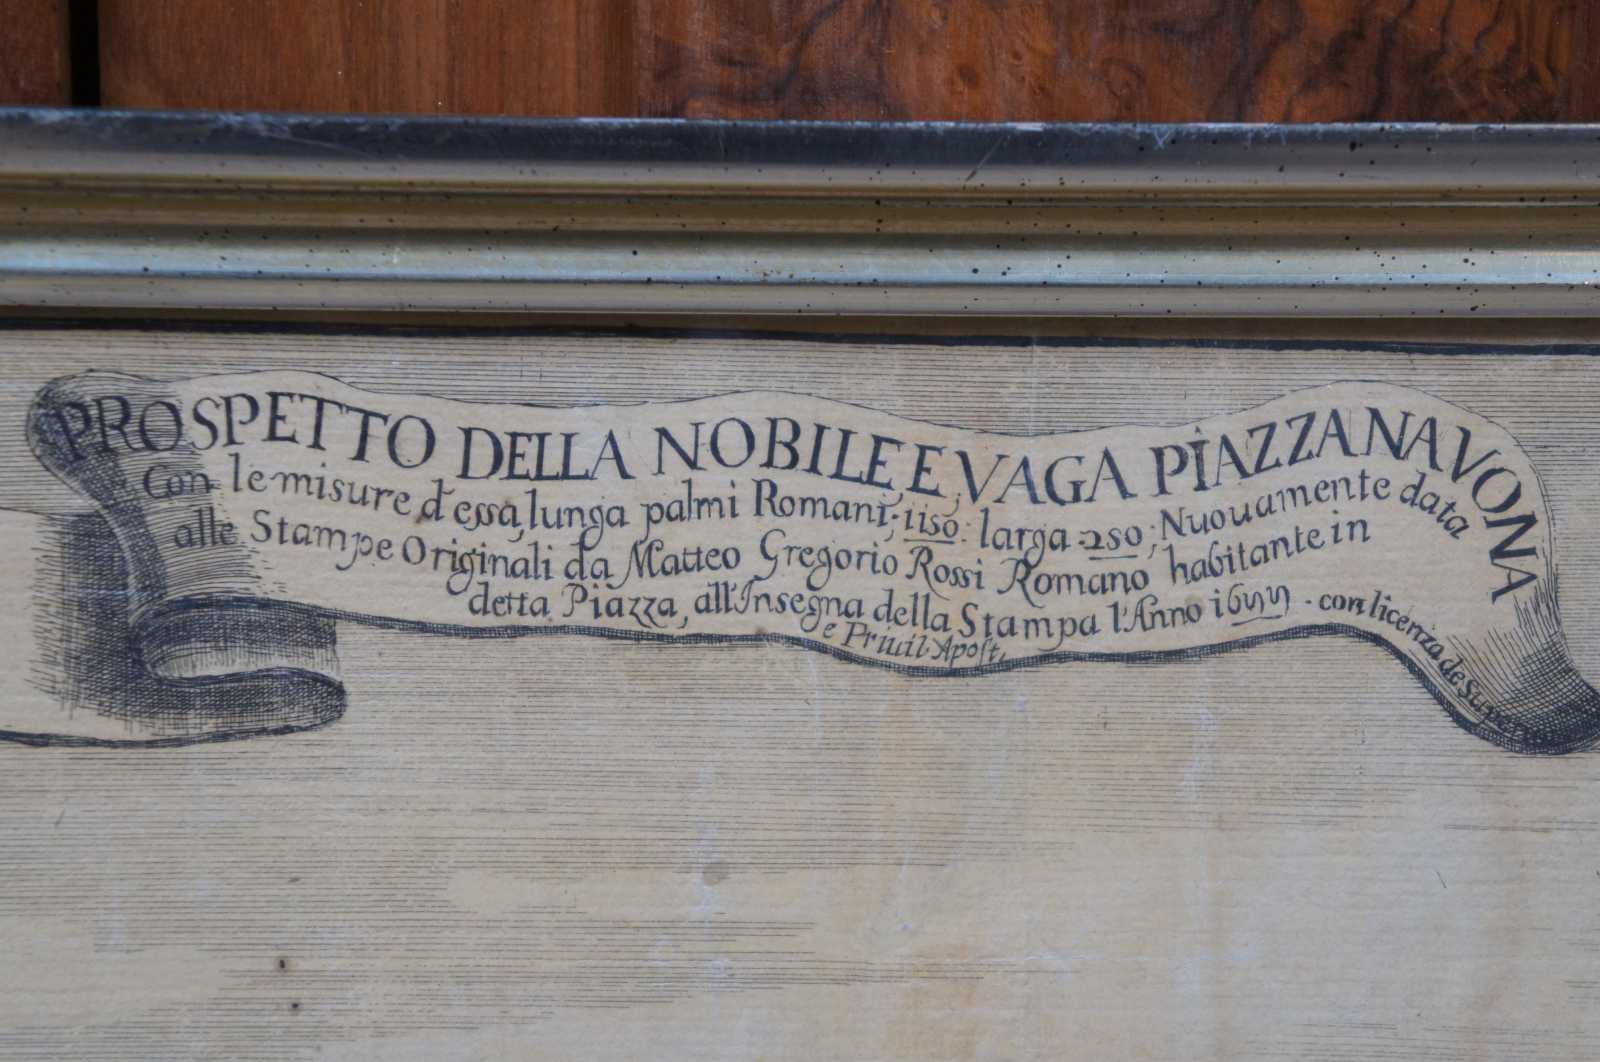 PROSPETTO DELLA NOBILE, E, VAGA PIAZZA NAVONA
Con le misure d'essa, lunga palmi Romani; 1150: larga 250; Nuouamente data
alle Stampe Originali da Matteo Gregorio Rossi Romano habitante in
detta Piazza, all'Insegna della Stampa l'Anno 1655 . con licenza de Super.
e Priuil Apost.